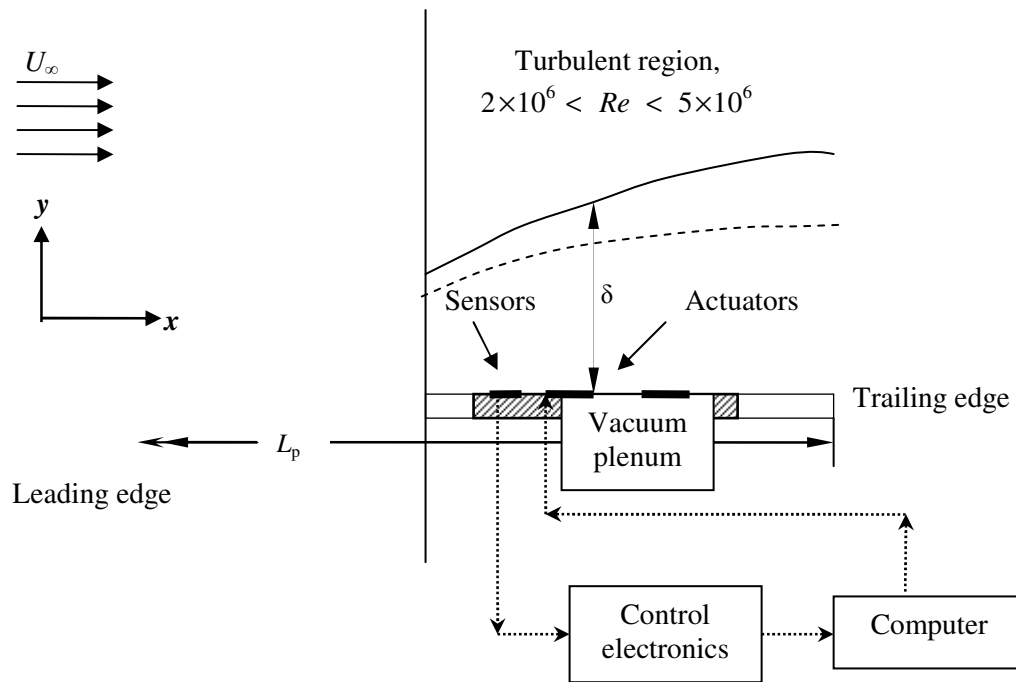 U∞
Turbulent region,
2×10⁶ < Re < 5×10⁶
y
x
Sensors
δ
Actuators
Trailing edge
Vacuum
plenum
Lp
Leading edge
Control
electronics
Computer